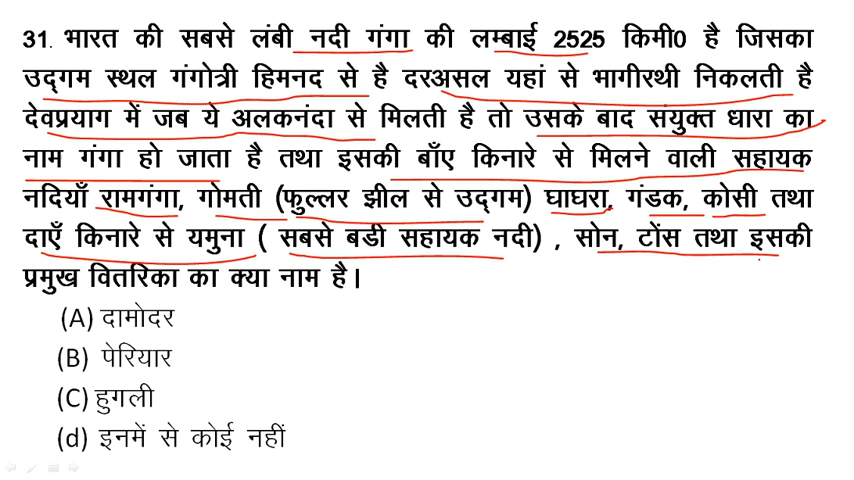 31. भारत की सबसे लंबी नदी गंगा की लम्बाई 2525 किमी0 है जिसका
उद्गम स्थल गंगोत्री हिमनद से है दरअसल यहां से भागीरथी निकलती है
देवप्रयाग में जब ये अलकनंदा से मिलती है तो उसके बाद संयुक्त धारा का
नाम गंगा हो जाता है तथा इसकी बाँए किनारे से मिलने वाली सहायक
नदियाँ रामगंगा, गोमती (फुल्लर झील से उद्गम) घाघरा, गंडक, कोसी तथा
दाएँ किनारे से यमुना ( सबसे बडी सहायक नदी) , सोन, टोंस तथा इसकी
प्रमुख वितरिका का क्या नाम है।
(A) दामोदर
(B) पेरियार
(C) हुगली
(d) इनमें से कोई नहीं